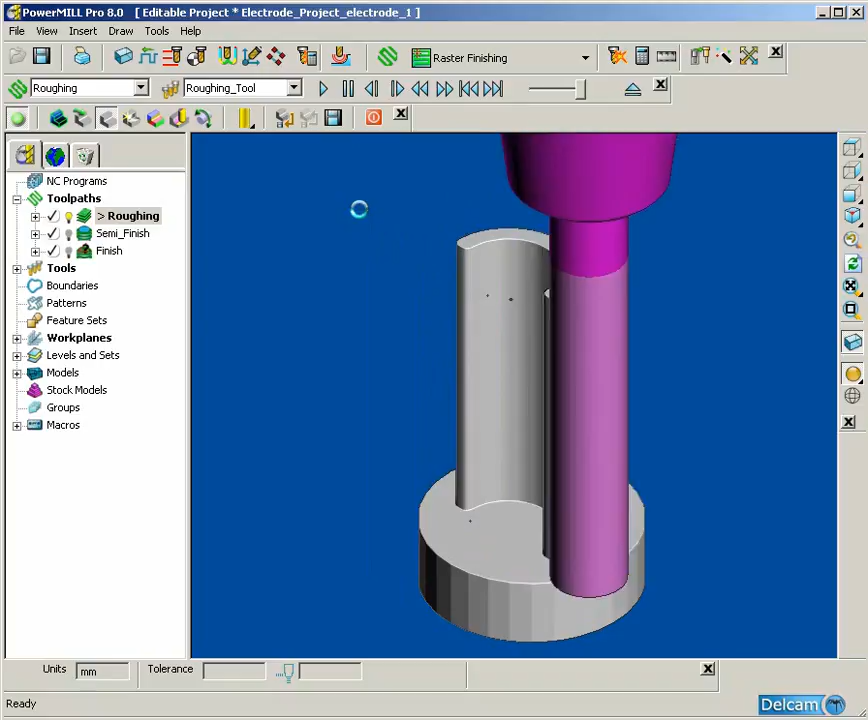 PowerMILL Pro 8.0 [ Editable Project * Electrode_Project_electrode_1 ]
File View Insert Draw Tools Help
Raster Finishing
Roughing Roughing_Tool
NC Programs
Toolpaths
> Roughing
Semi_Finish
Finish
Tools
Boundaries
Patterns
Feature Sets
Workplanes
Levels and Sets
Models
Stock Models
Groups
Macros
Units mm Tolerance
Ready
Delcam